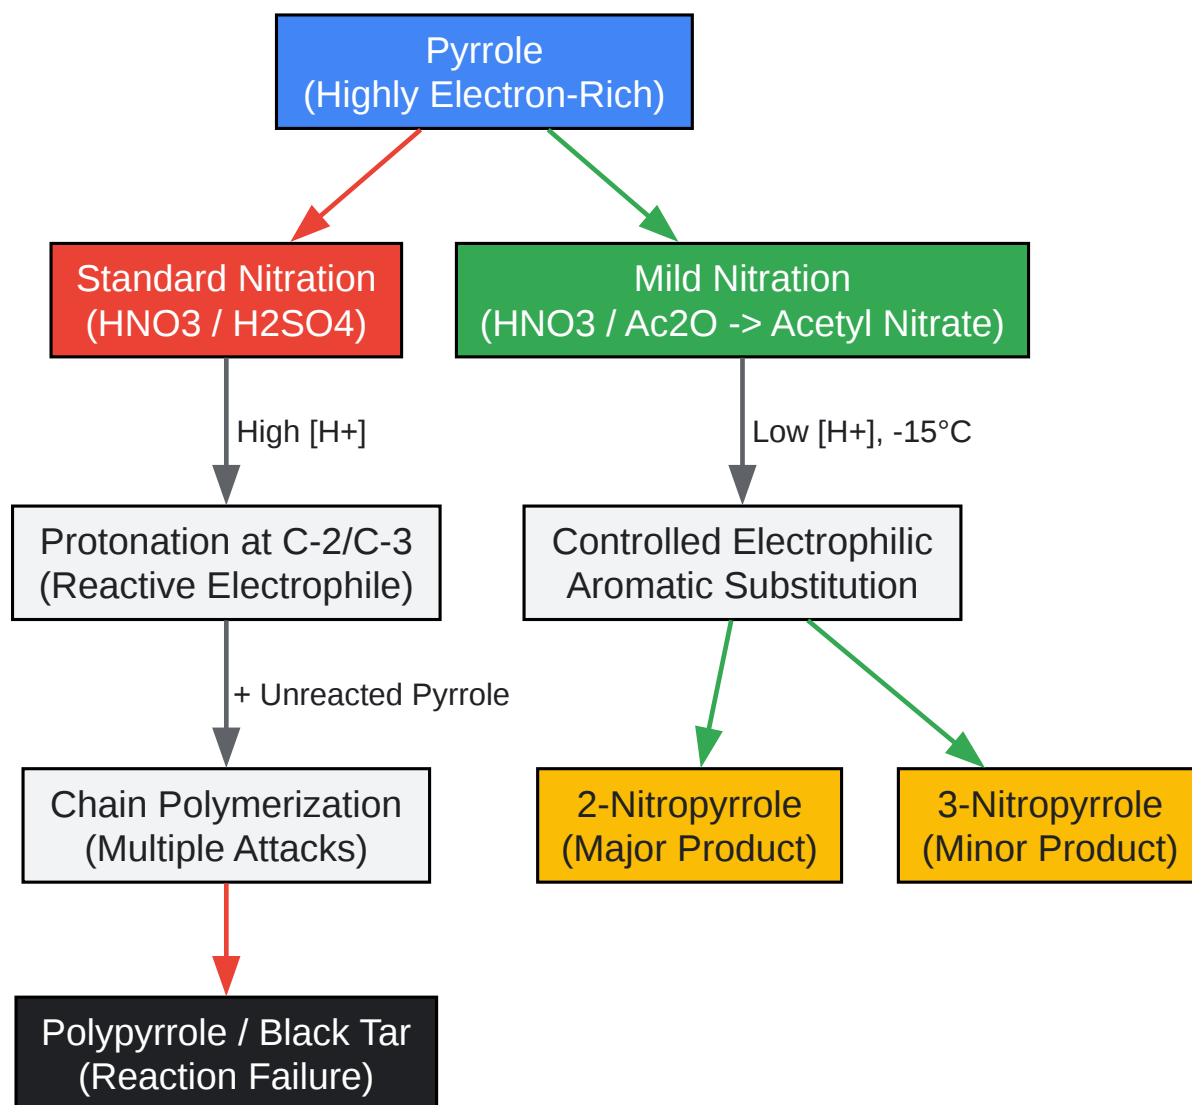 Pyrrole
(Highly Electron-Rich)
Standard Nitration
(HNO3 / H2SO4)
Mild Nitration
(HNO3 / Ac2O -> Acetyl Nitrate)
High [H+]
Low [H+], -15°C
Protonation at C-2/C-3
(Reactive Electrophile)
Controlled Electrophilic
Aromatic Substitution
+ Unreacted Pyrrole
Chain Polymerization
(Multiple Attacks)
2-Nitropyrrole
(Major Product)
3-Nitropyrrole
(Minor Product)
Polypyrrole / Black Tar
(Reaction Failure)